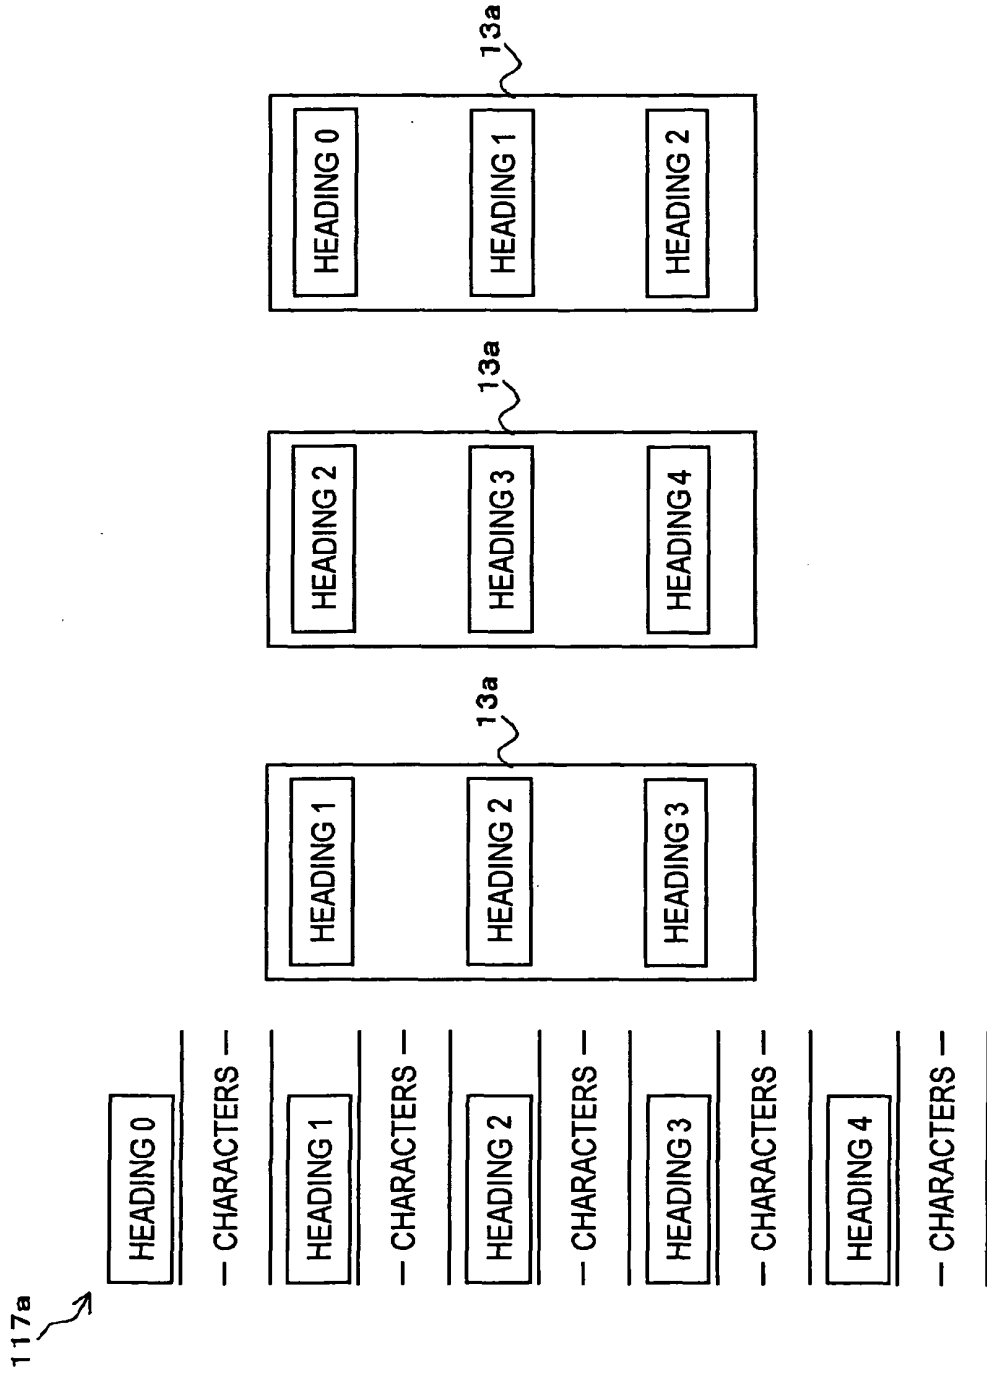 117a
HEADING 0
— CHARACTERS —
HEADING 1
— CHARACTERS —
HEADING 2
— CHARACTERS —
HEADING 3
— CHARACTERS —
HEADING 4
— CHARACTERS —
HEADING 1
HEADING 2
HEADING 3
13a
HEADING 2
HEADING 3
HEADING 4
13a
HEADING 0
HEADING 1
HEADING 2
13a